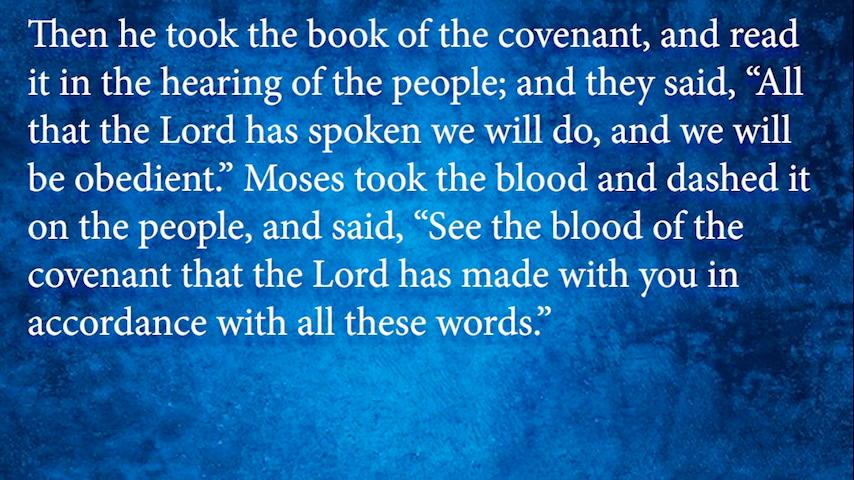 Then he took the book of the covenant, and read
it in the hearing of the people; and they said, “All
that the Lord has spoken we will do, and we will
be obedient.” Moses took the blood and dashed it
on the people, and said, “See the blood of the
covenant that the Lord has made with you in
accordance with all these words.”